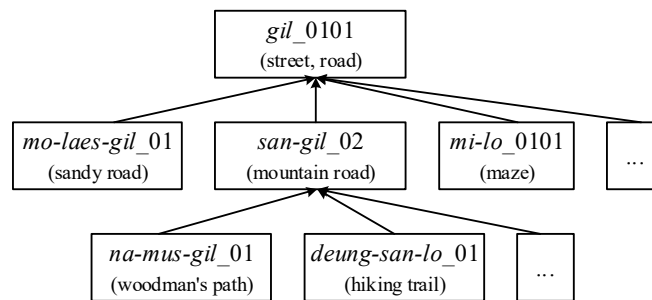 gil_0101
(street, road)
mo-laes-gil_01
(sandy road)
san-gil_02
(mountain road)
mi-lo_0101
(maze)
...
na-mus-gil_01
(woodman's path)
deung-san-lo_01
(hiking trail)
...